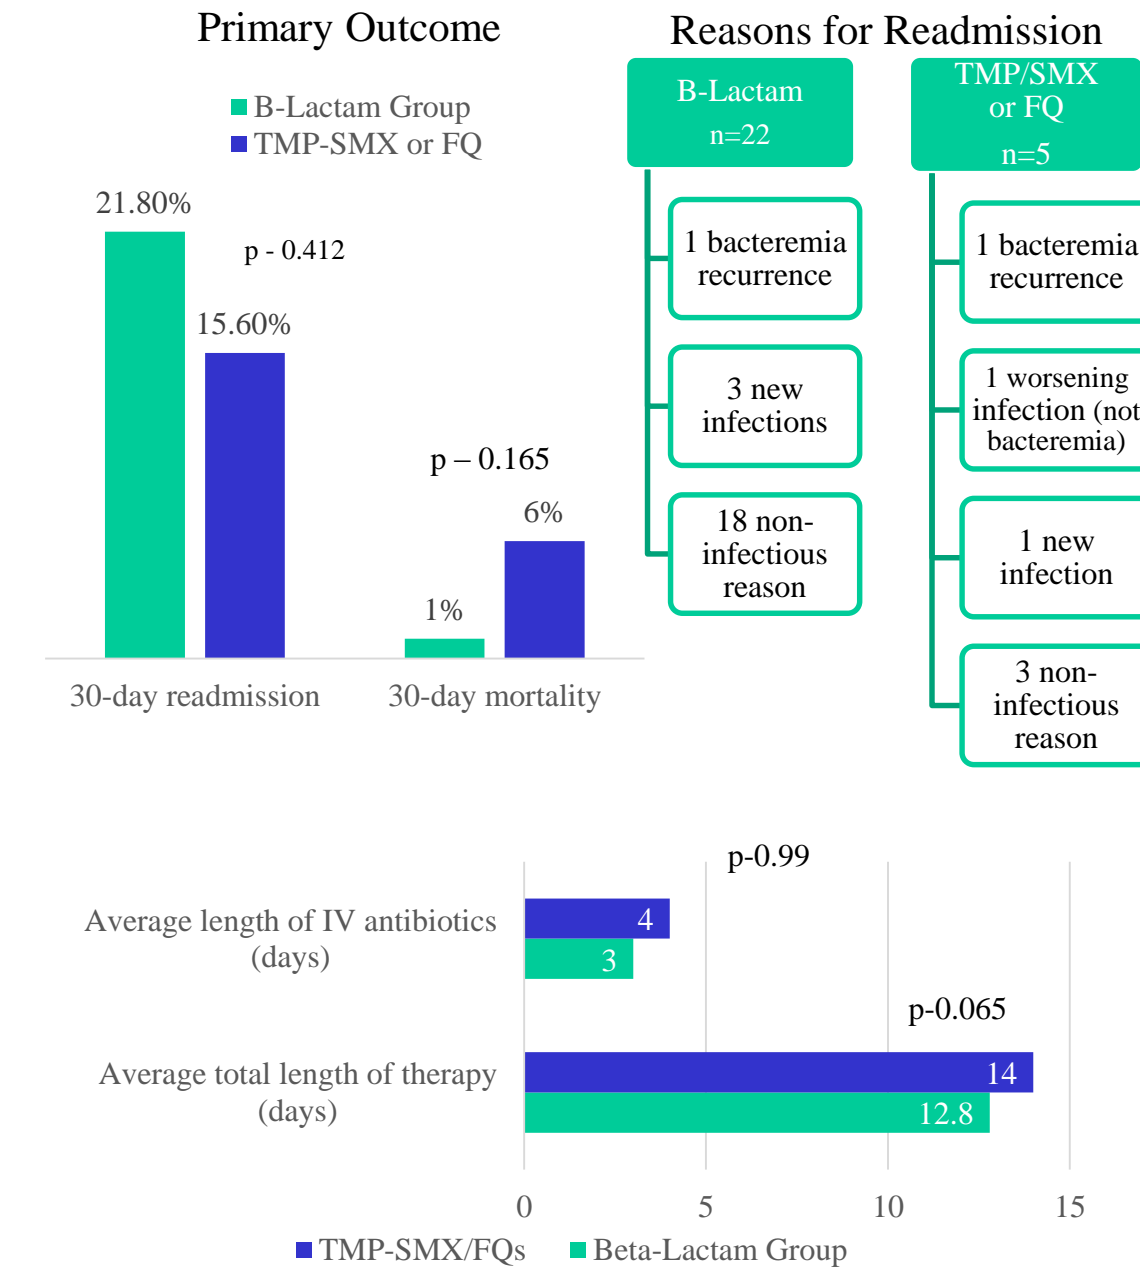 Primary Outcome
B-Lactam Group
TMP-SMX or FQ
21.80%
p - 0.412
15.60%
p – 0.165
6%
1%
30-day readmission
30-day mortality
Reasons for Readmission
B-Lactam
n=22
1 bacteremia
recurrence
3 new
infections
18 non-
infectious
reason
TMP/SMX
or FQ
n=5
1 bacteremia
recurrence
1 worsening
infection (not
bacteremia)
1 new
infection
3 non-
infectious
reason
p-0.99
Average length of IV antibiotics
(days)
4
3
p-0.065
Average total length of therapy
(days)
14
12.8
0
5
10
15
TMP-SMX/FQs
Beta-Lactam Group